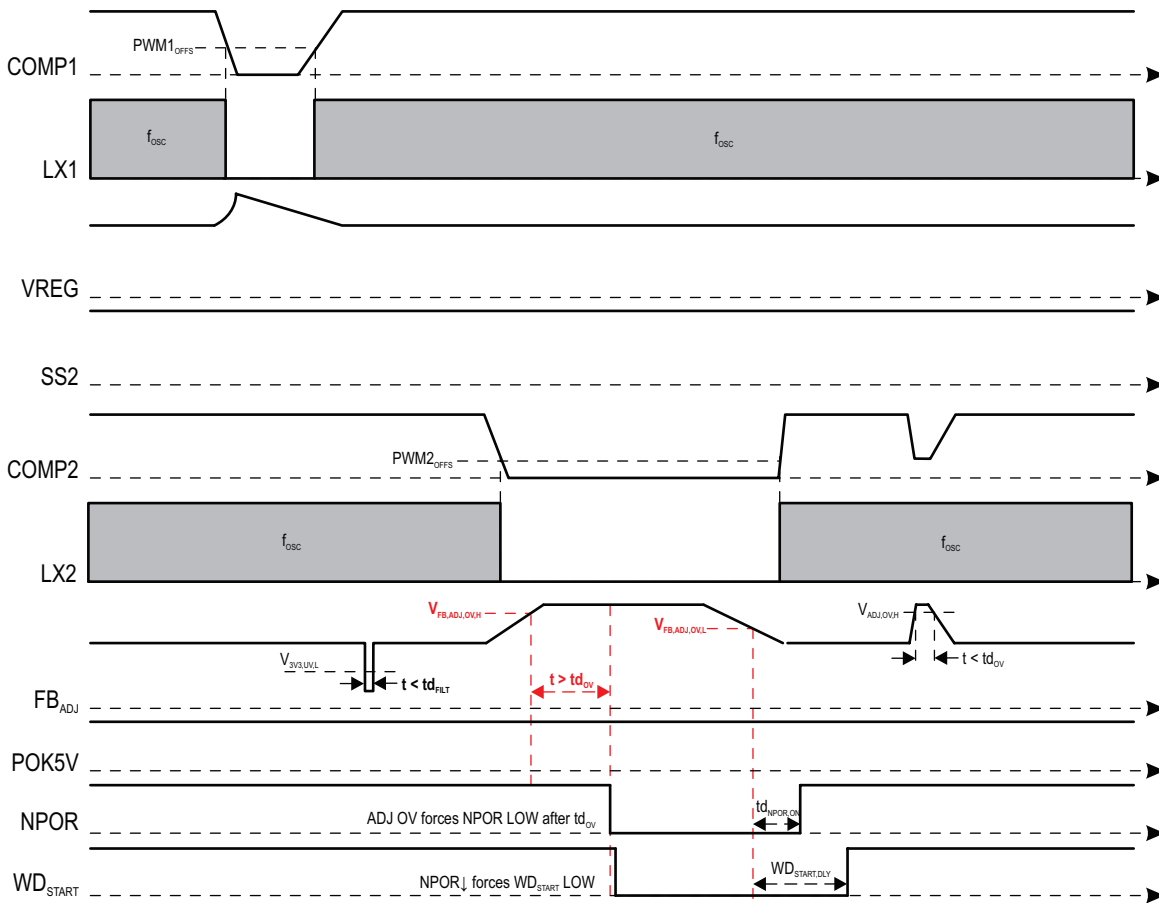 PWM1OFFS
COMP1
fOSC
fOSC
LX1
VREG
SS2
PWM2OFFS
COMP2
fOSC
fOSC
LX2
VFB,ADJ,OV,H
VADJ,OV,H
VFB,ADJ,OV,L
V3V3,UV,L
t < tdOV
t > tdOV
t < tdFILT
FBADJ
POK5V
NPOR
ADJ OV forces NPOR LOW after tdOV
tdNPOR,ON
WDSTART
NPOR↓ forces WDSTART LOW
WDSTART,DLY